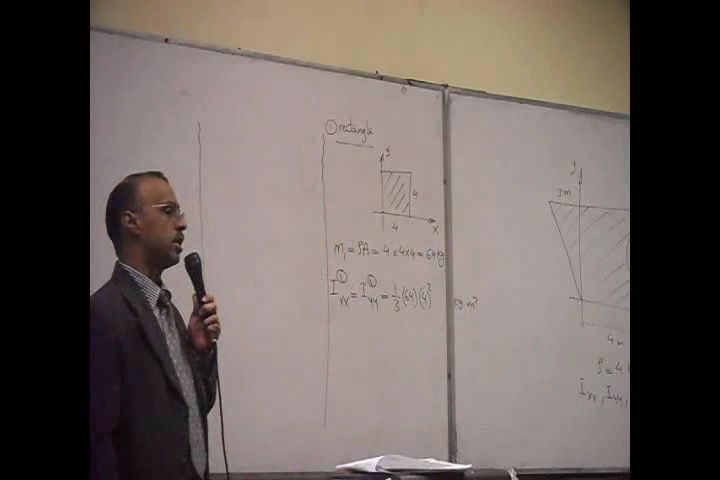 ① rectangle
y
4
4
x
m₁ = ρA = 4 × 4 × 4 = 64 kg
I①xx = I①yy = 1/3 (64) (4)² kg·m²
y
3 m
4 m
ρ = 4
Ixx, Iyy,